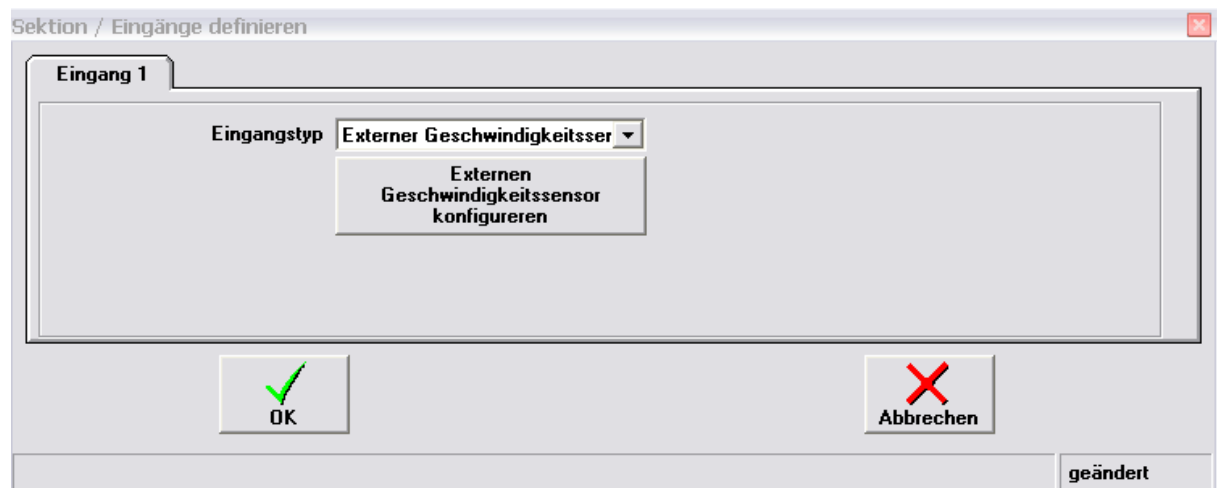 Sektion / Eingänge definieren
Eingang 1
Eingangstyp Externer Geschwindigkeitsser
Externen
Geschwindigkeitssensor
konfigureren
OK
Abbrechen
geändert